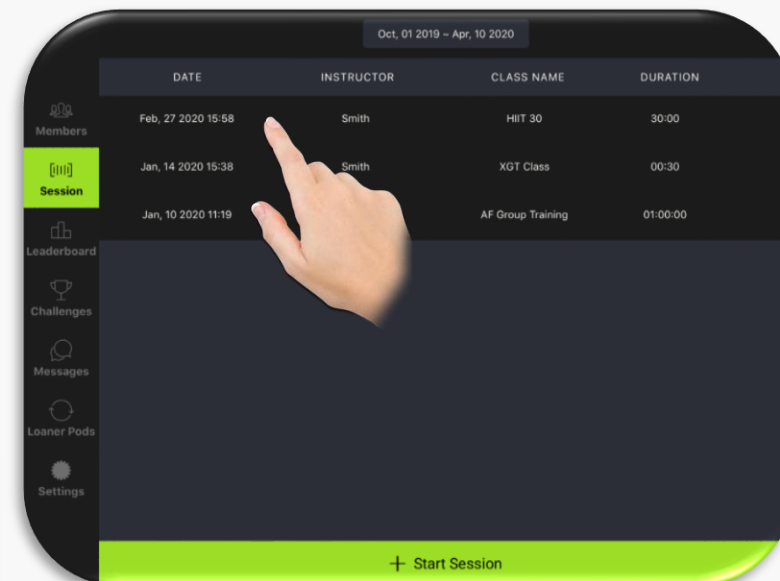 Oct, 01 2019 ~ Apr, 10 2020
DATE INSTRUCTOR CLASS NAME DURATION
Feb, 27 2020 15:58 Smith HIIT 30 30:00
Jan, 14 2020 15:38 Smith XGT Class 00:30
Jan, 10 2020 11:19 AF Group Training 01:00:00
Members
Session
Leaderboard
Challenges
Messages
Loaner Pods
Settings
+ Start Session